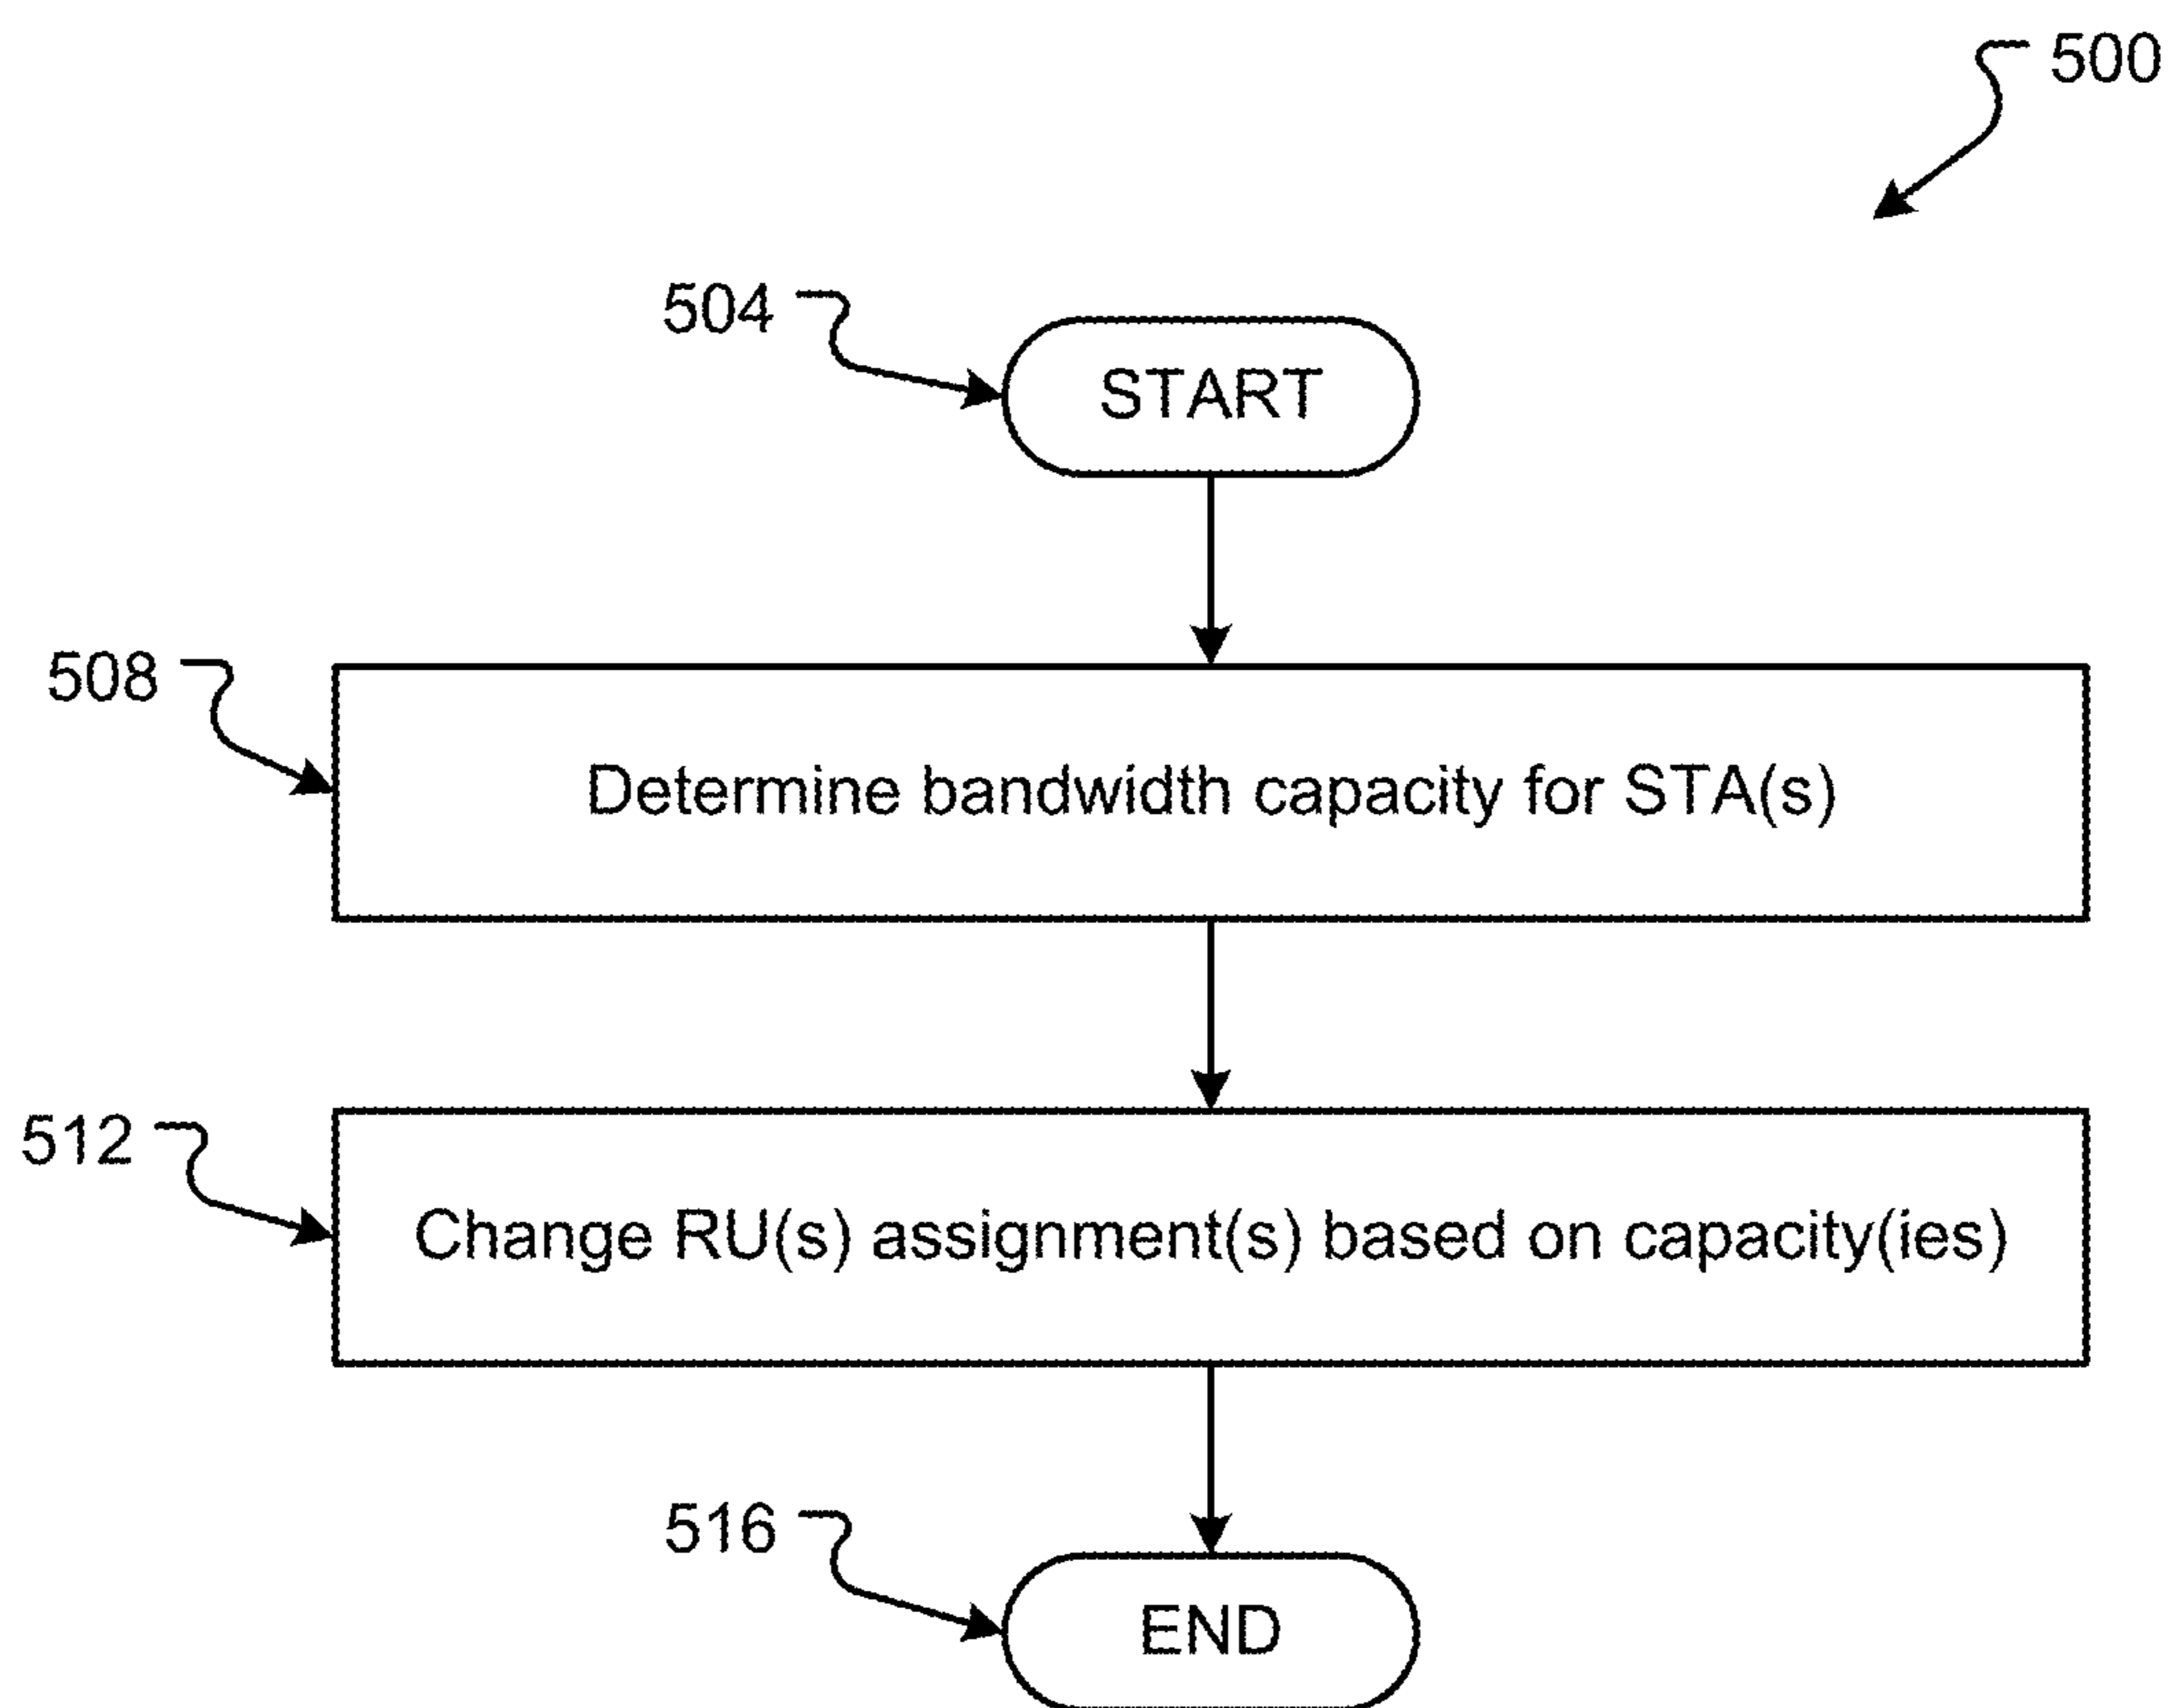 500
504
START
508
Determine bandwidth capacity for STA(s)
512
Change RU(s) assignment(s) based on capacity(ies)
516
END